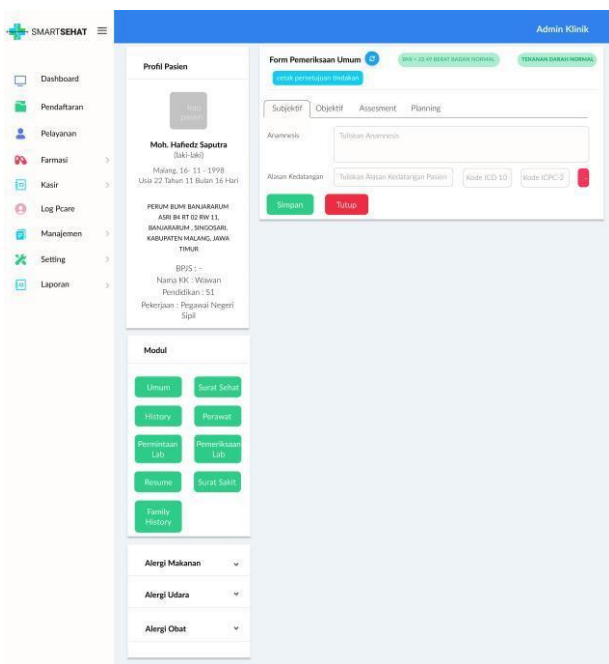 SMARTSEHAT
Admin Klinik
Dashboard
Pendaftaran
Pelayanan
Farmasi
Kasir
Log Pcare
Manajemen
Setting
Laporan
Profil Pasien
foto
pasien
Moh. Hafiedz Saputra
(laki-laki)
Malang, 16- 11 - 1998
Usia 22 Tahun 11 Bulan 16 Hari
PERUM BUMI BANJARARUM
ASRI B4 RT 02 RW 11,
BANJARARUM , SINGOSARI,
KABUPATEN MALANG, JAWA
TIMUR
BPJS : -
Nama KK : Wawan
Pendidikan : S1
Pekerjaan : Pegawai Negeri
Sipil
Modul
Umum
Surat Sehat
History
Perawat
Permintaan
Lab
Pemeriksaan
Lab
Resume
Surat Sakit
Family
History
Alergi Makanan
Alergi Udara
Alergi Obat
Form Pemeriksaan Umum
BERAT BADAN NORMAL
TEKANAN DARAH NORMAL
cetak persetujuan tindakan
Subjektif
Objektif
Assesment
Planning
Anamnesis
Tuliskan Anamnesis
Alasan Kedatangan
Tuliskan Alasan Kedatangan Pasien
Kode ICD 10
Kode ICPC-2
Simpan
Tutup